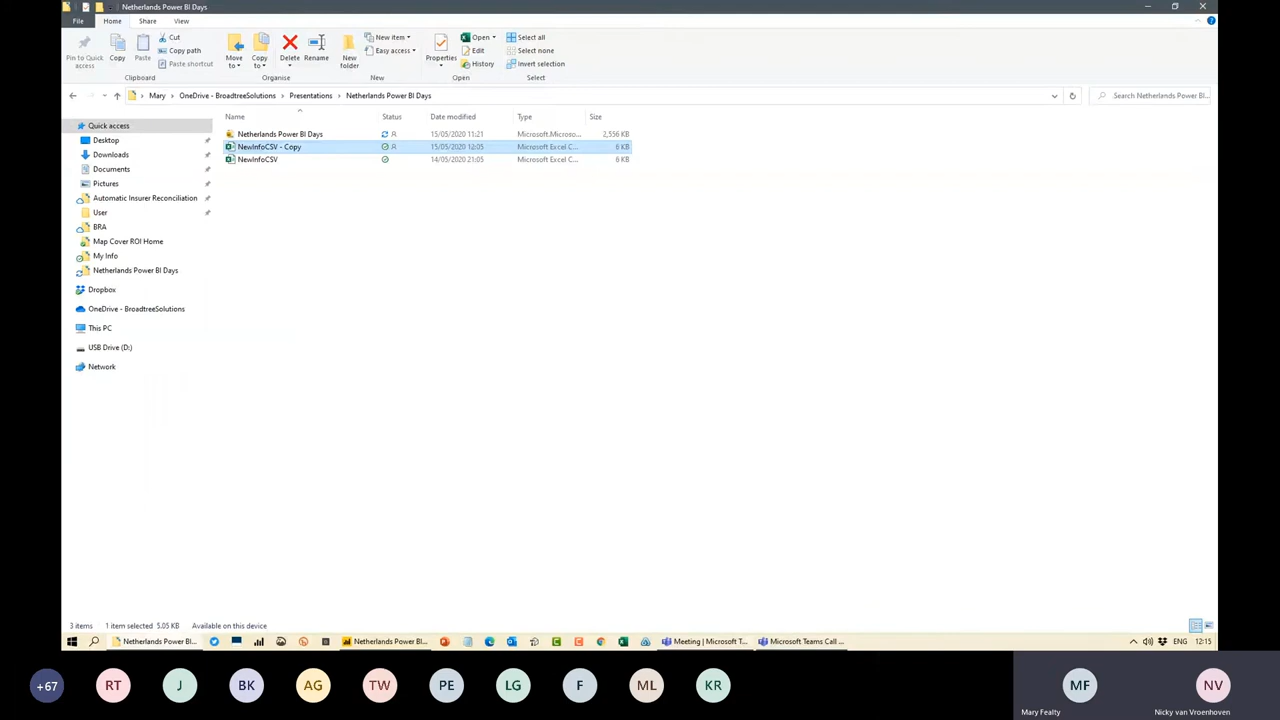 Netherlands Power BI Days
File Home Share View
Pin to Quick access
Copy
Paste
Cut
Copy path
Paste shortcut
Clipboard
Move to
Copy to
Delete
Rename
Organise
New folder
New item
Easy access
New
Properties
Open
Edit
History
Open
Select all
Select none
Invert selection
Select
Mary > OneDrive - BroadtreeSolutions > Presentations > Netherlands Power BI Days
Search Netherlands Power BI...
Name Status Date modified Type Size
Netherlands Power BI Days 15/05/2020 11:21 Microsoft.Microso... 2,556 KB
NewInfoCSV - Copy 15/05/2020 12:05 Microsoft Excel C... 6 KB
NewInfoCSV 14/05/2020 21:05 Microsoft Excel C... 6 KB
Quick access
Desktop
Downloads
Documents
Pictures
Automatic Insurer Reconciliation
User
BRA
Map Cover ROI Home
My Info
Netherlands Power BI Days
Dropbox
OneDrive - BroadtreeSolutions
This PC
USB Drive (D:)
Network
3 items 1 item selected 5.05 KB Available on this device
Netherlands Power BI... Netherlands Power BI... Meeting | Microsoft T... Microsoft Teams Call ... ENG 12:15
+67 RT J BK AG TW PE LG F ML KR MF NV
Mary Fealty Nicky van Vroenhoven